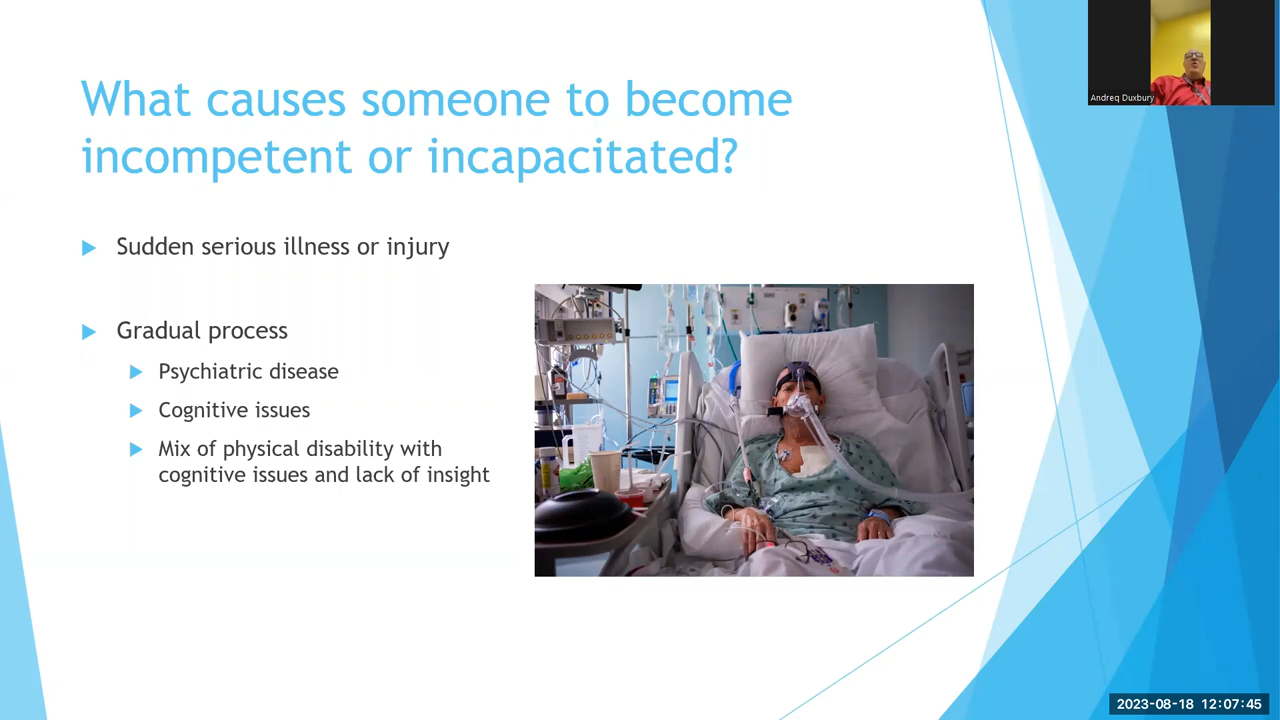 What causes someone to become
incompetent or incapacitated?
Sudden serious illness or injury
Gradual process
Psychiatric disease
Cognitive issues
Mix of physical disability with
cognitive issues and lack of insight
Andreq Duxbury
2023-08-18 12:07:45